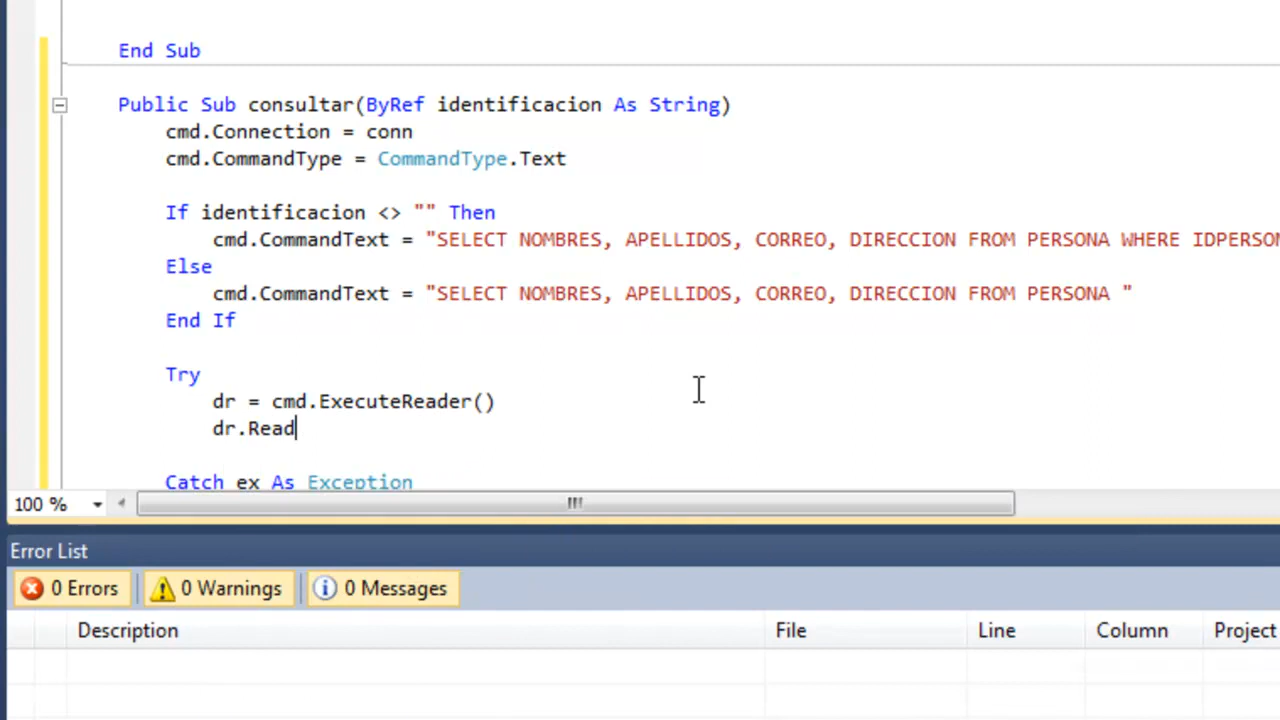 End Sub
Public Sub consultar(ByRef identificacion As String)
cmd.Connection = conn
cmd.CommandType = CommandType.Text
If identificacion <> "" Then
cmd.CommandText = "SELECT NOMBRES, APELLIDOS, CORREO, DIRECCION FROM PERSONA WHERE IDPERSON
Else
cmd.CommandText = "SELECT NOMBRES, APELLIDOS, CORREO, DIRECCION FROM PERSONA "
End If
Try
dr = cmd.ExecuteReader()
dr.Read
Catch ex As Exception
100 %
Error List
0 Errors 0 Warnings 0 Messages
Description File Line Column Project